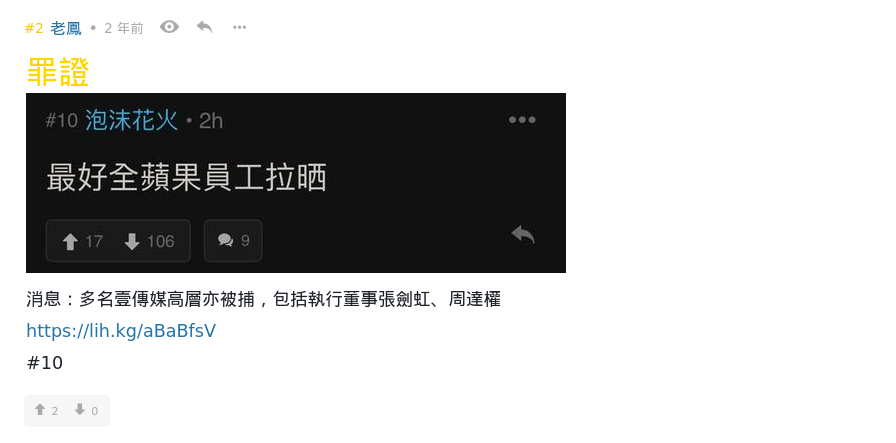 #2 老鳳 • 2 年前
罪證
#10 泡沫花火 • 2h
最好全蘋果員工拉晒
17 106 9
消息：多名壹傳媒高層亦被捕，包括執行董事張劍虹、周達權
https://lih.kg/aBaBfsV
#10
2 0